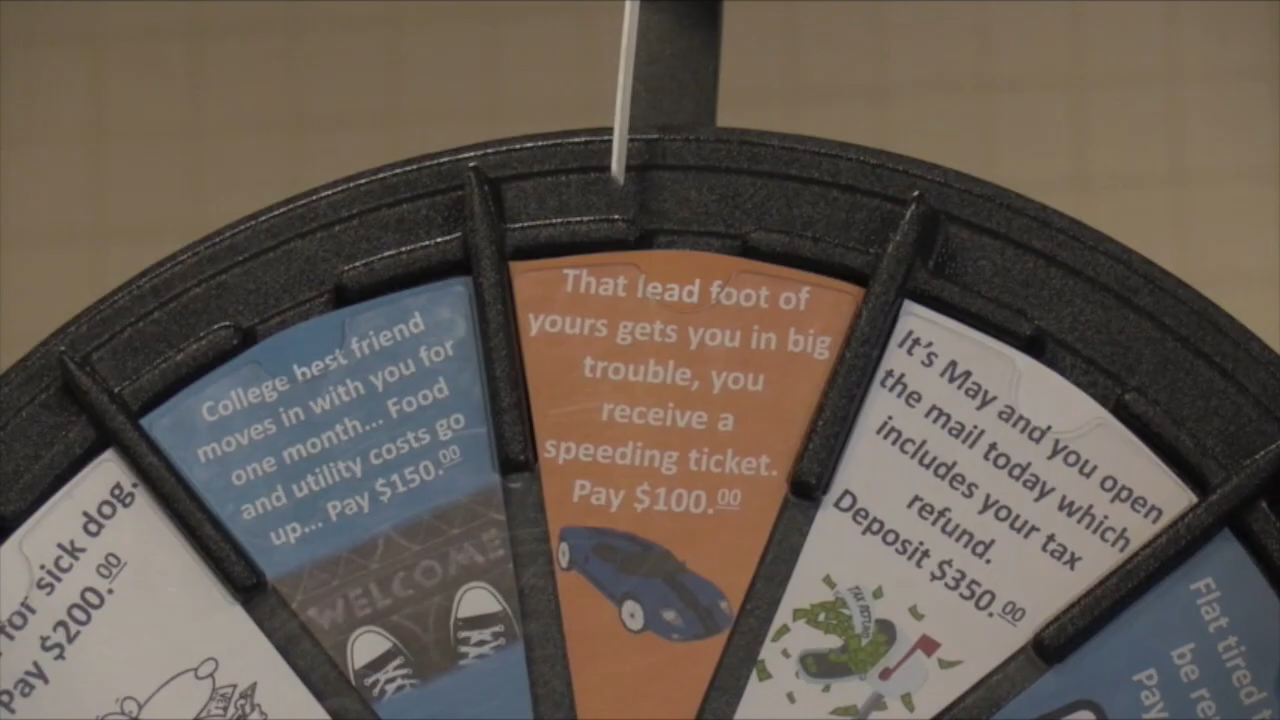 for sick dog.
Pay $200.00
College best friend
moves in with you for
one month... Food
and utility costs go
up... Pay $150.00
WELCOME
That lead foot of
yours gets you in big
trouble, you
receive a
speeding ticket.
Pay $100.00
It's May and you open
the mail today which
includes your tax
refund.
Deposit $350.00
TAX RETURN
Flat tired
be
Pay